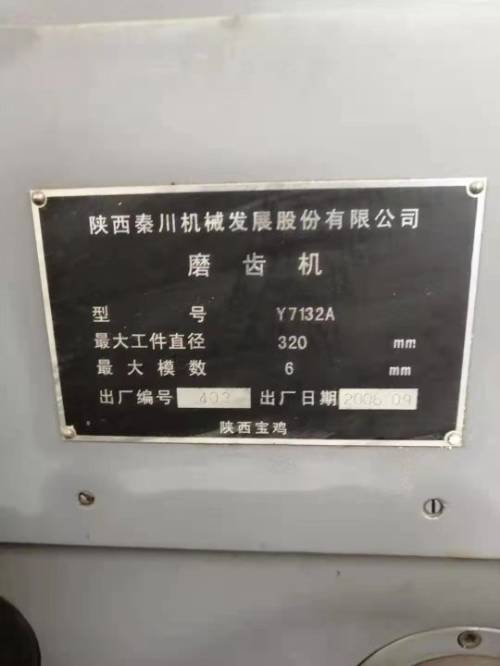 陕西秦川机械发展股份有限公司
磨齿机
型号 Y7132A
最大工件直径 320 mm
最大模数 6 mm
出厂编号 403 出厂日期 2006 09
陕西宝鸡